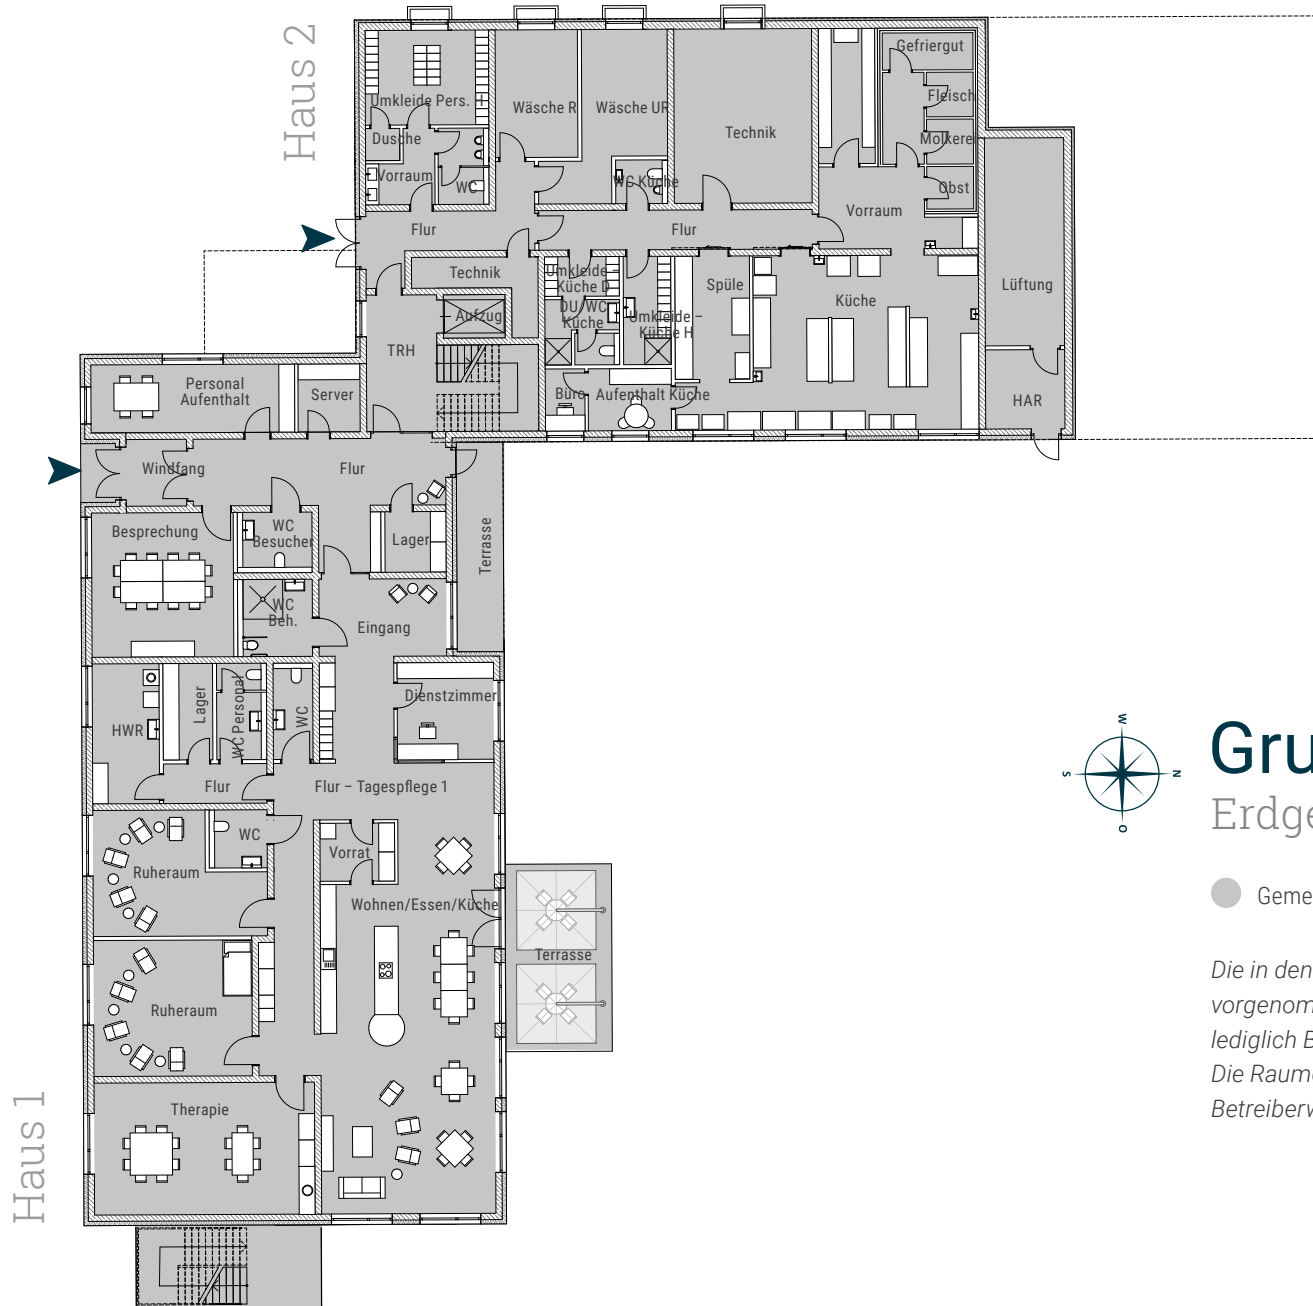 Haus 2
Gefriergut
Umkleide Pers. H
Wäsche R
Wäsche UR
Fleisch
Technik
Dusche
Molkerei
Vorraum
WC
WC Küche
Obst
Vorraum
Flur
Flur
Technik
Umkleide –
Küche D
Spüle
Küche
Lüftung
DU/WC
Küche
Aufzug
Umkleide –
Küche H
TRH
Personal
Aufenthalt
Server
Büro
Aufenthalt Küche
HAR
Windfang
Flur
Besprechung
WC
Besucher
Lager
Terrasse
WC
Beh.
Eingang
Dienstzimmer
Lager
WC Personal
WC
HWR
Flur
Flur – Tagespflege 1
WC
Vorrat
Ruheraum
Wohnen/Essen/Küche
Terrasse
Ruheraum
Therapie
Haus 1
W
S
N
O
Gru
Erdge
Geme
Die in den
vorgenom
lediglich B
Die Raum
Betreiberv